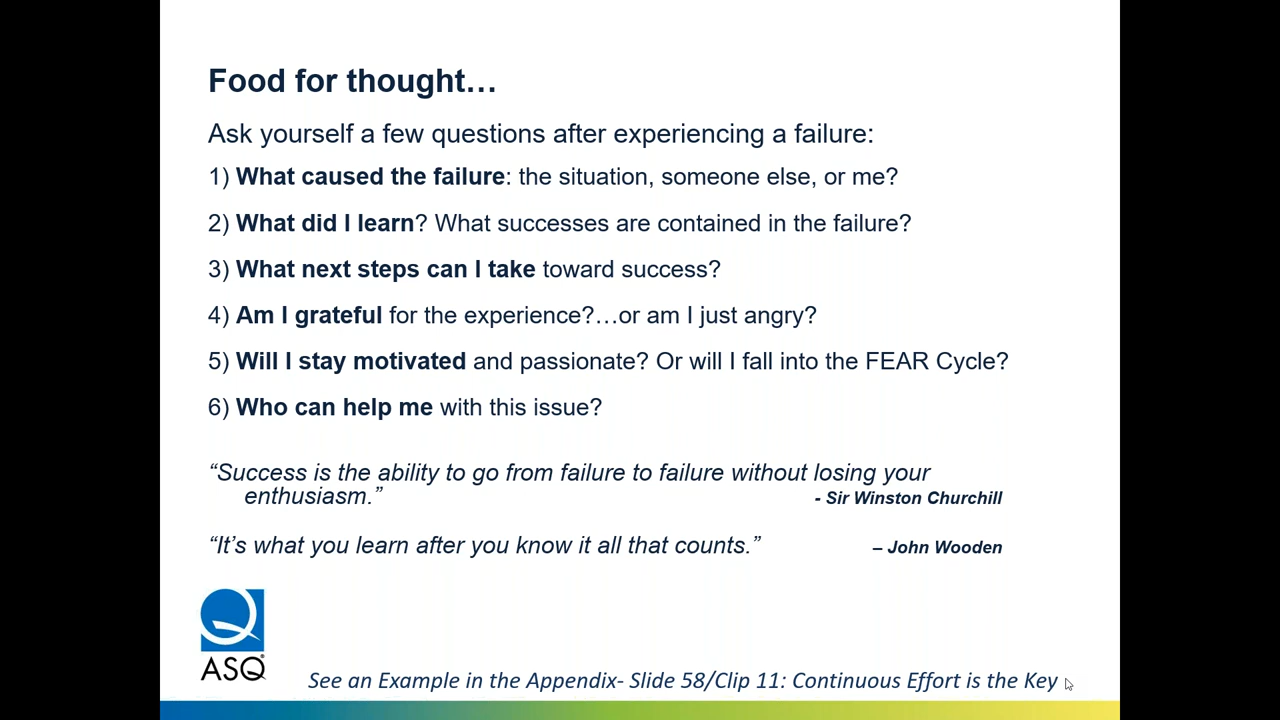 Food for thought…
Ask yourself a few questions after experiencing a failure:
1) What caused the failure: the situation, someone else, or me?
2) What did I learn? What successes are contained in the failure?
3) What next steps can I take toward success?
4) Am I grateful for the experience?…or am I just angry?
5) Will I stay motivated and passionate? Or will I fall into the FEAR Cycle?
6) Who can help me with this issue?
“Success is the ability to go from failure to failure without losing your
enthusiasm.” - Sir Winston Churchill
“It’s what you learn after you know it all that counts.” – John Wooden
ASQ
See an Example in the Appendix- Slide 58/Clip 11: Continuous Effort is the Key